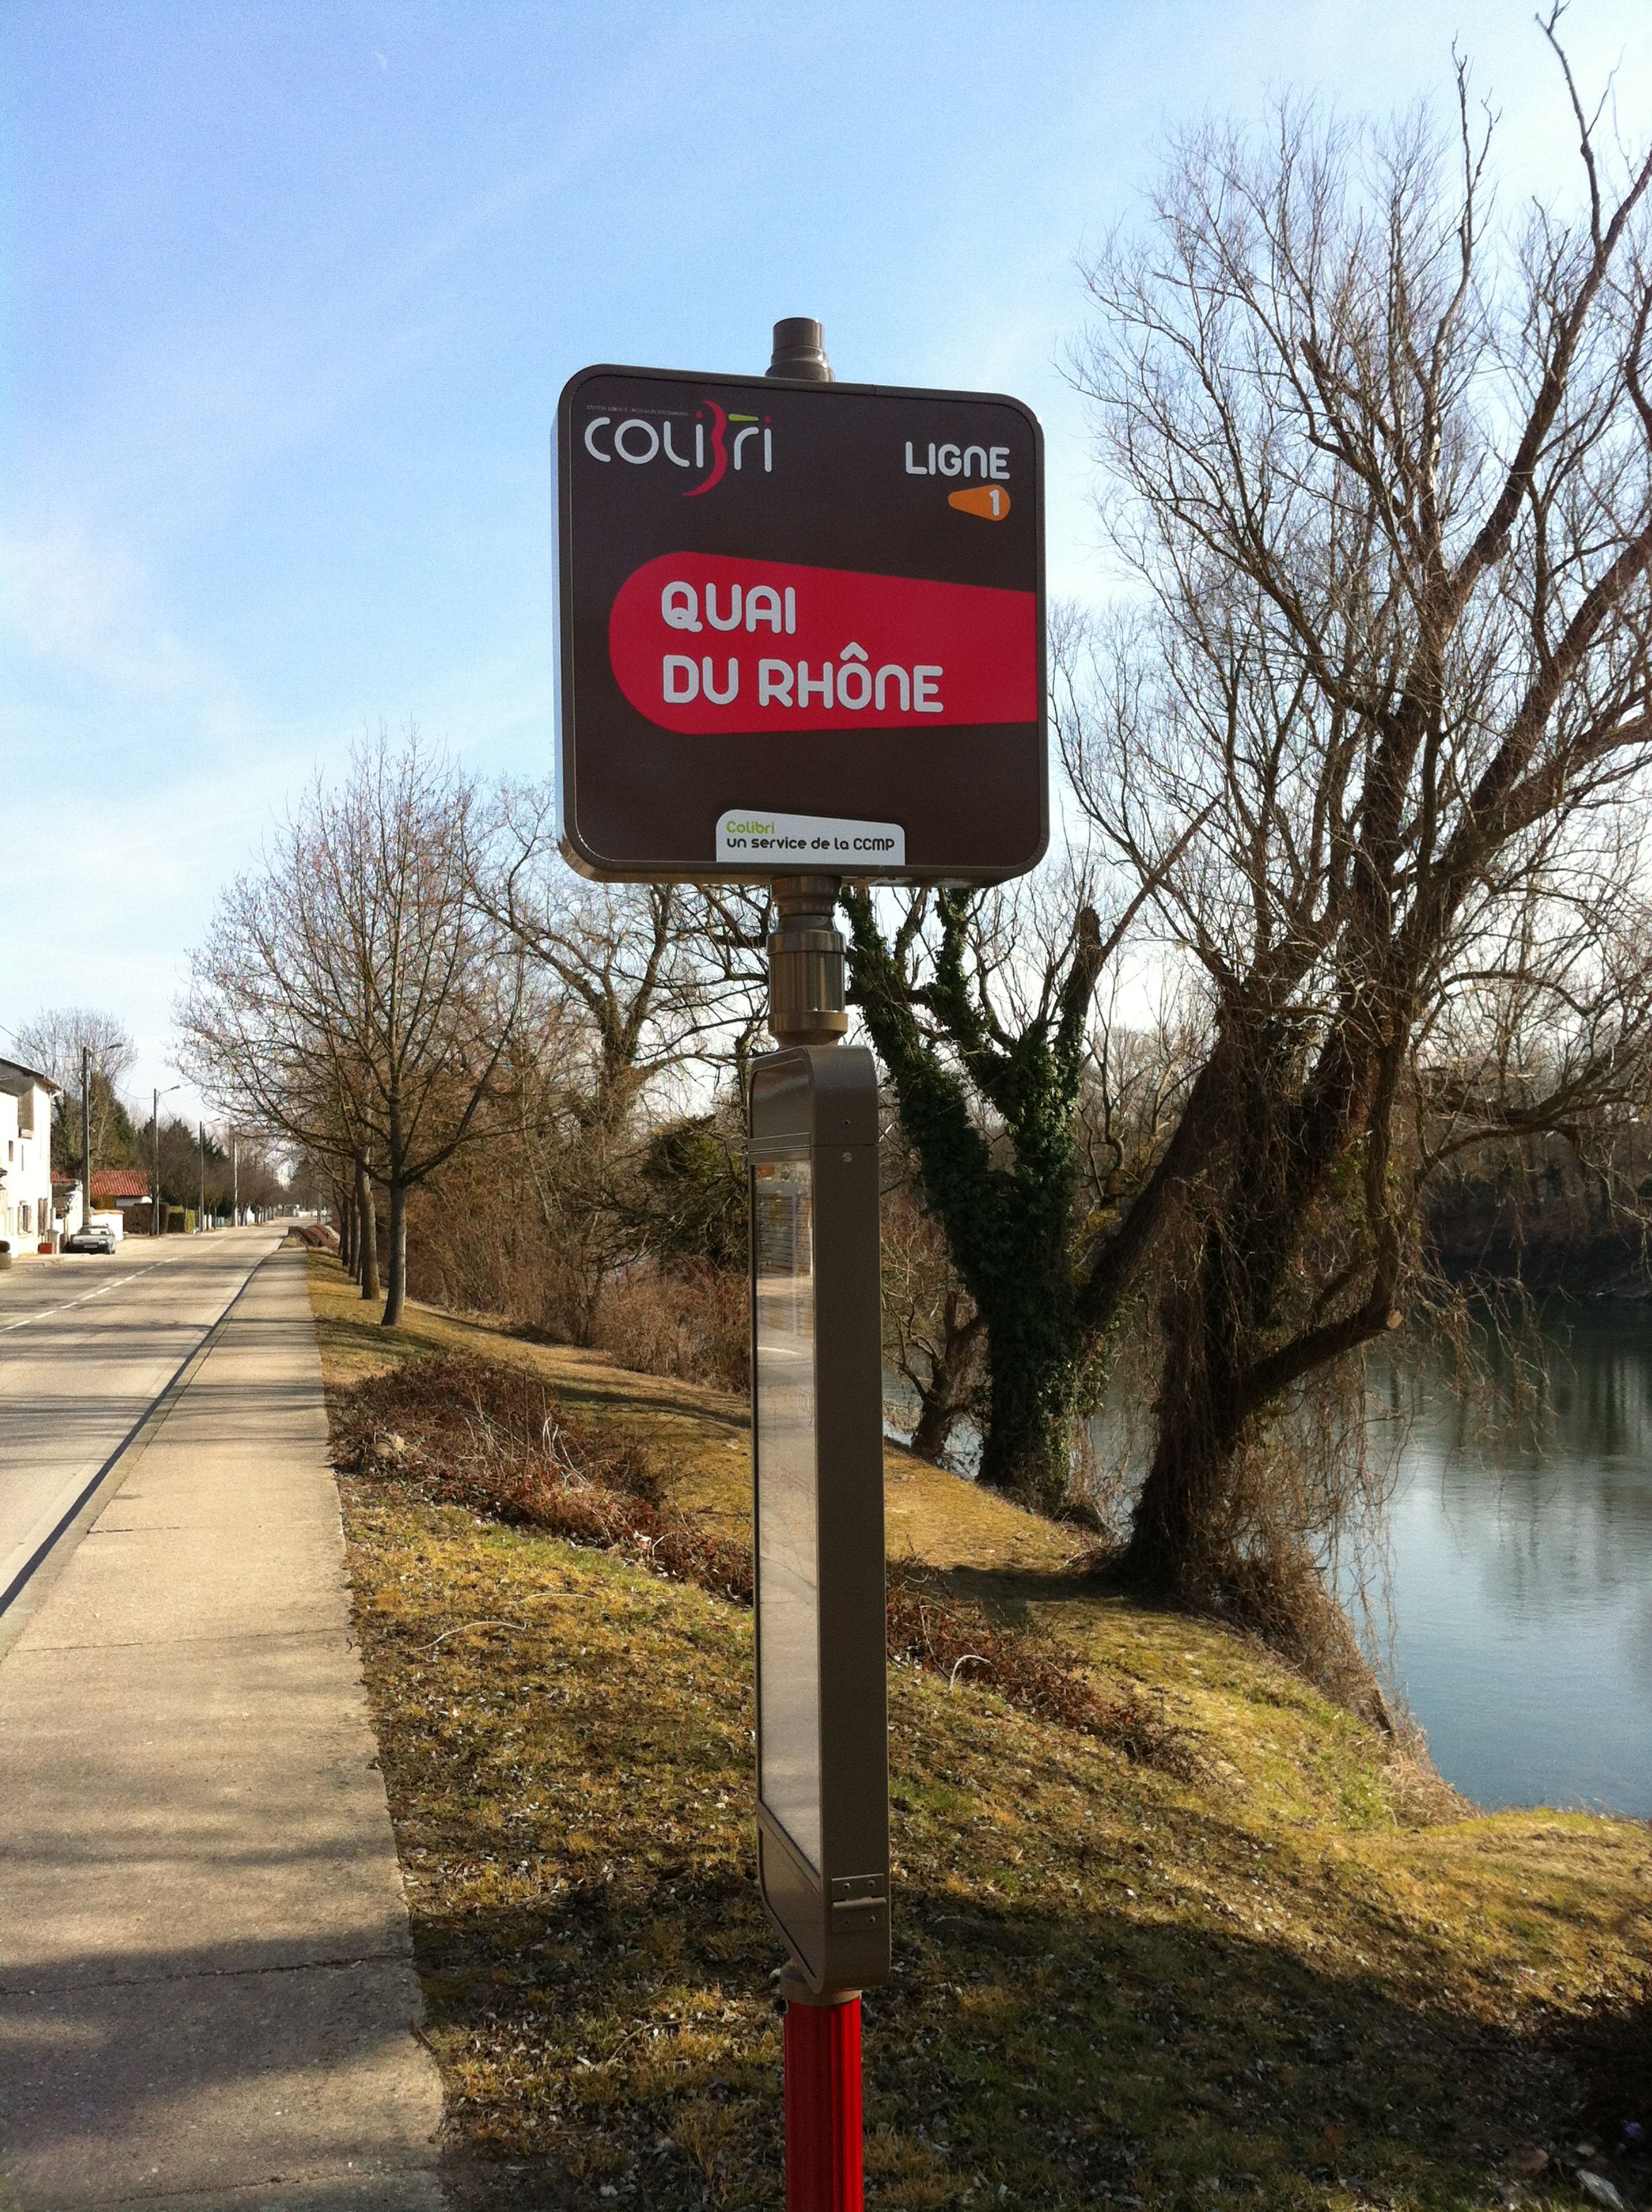 COLIBRI
LIGNE
1
QUAI
DU RHÔNE
Colibri
un service de la CCMP